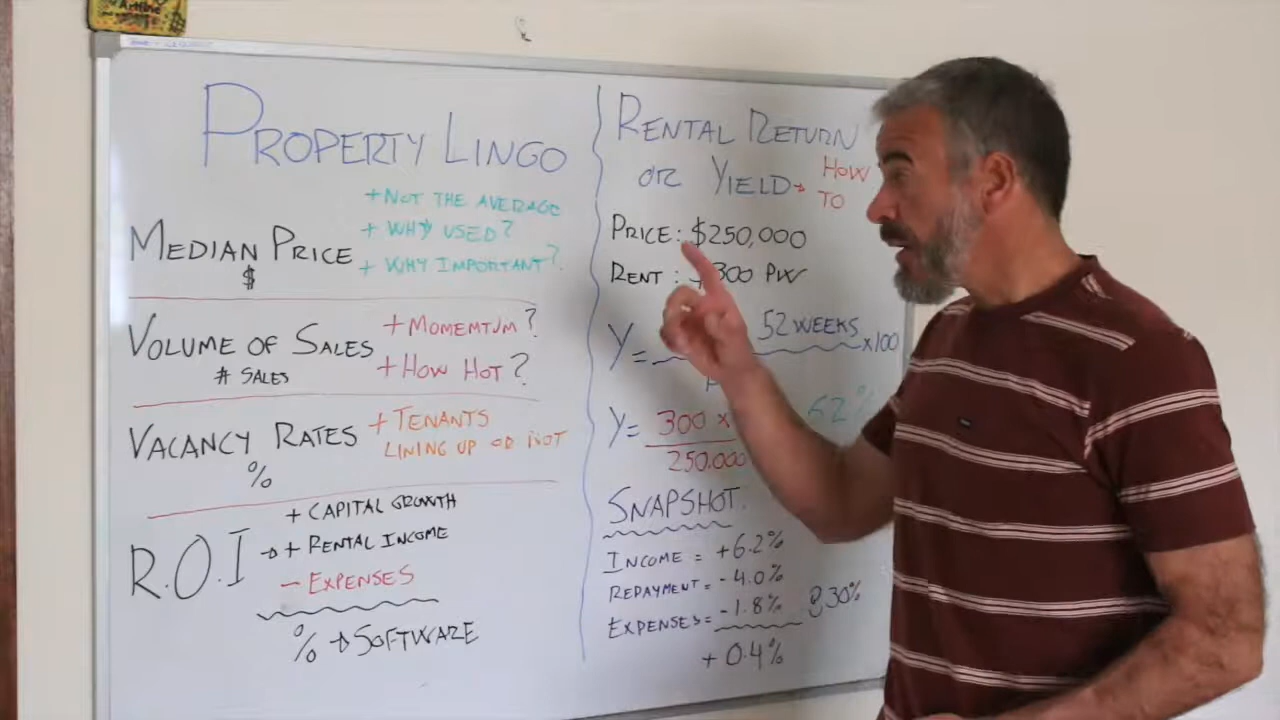 PROPERTY LINGO
MEDIAN PRICE
$
+ NOT THE AVERAGE
+ WHY USED?
+ WHY IMPORTANT?
VOLUME OF SALES
# SALES
+ MOMEMTUM?
+ HOW HOT?
VACANCY RATES
%
+ TENANTS
LINING UP OR NOT
R.O.I
+ CAPITAL GROWTH
→ + RENTAL INCOME
- EXPENSES
% → SOFTWARE
RENTAL RETURN
OR YIELD → HOW
TO
PRICE: $250,000
RENT : $300 PW
52 WEEKS x100
Y=
Y= 300 x
250,000
6.2%
SNAPSHOT.
INCOME = +6.2%
REPAYMENT = -4.0%
EXPENSES = -1.8% 30%
+ 0.4%